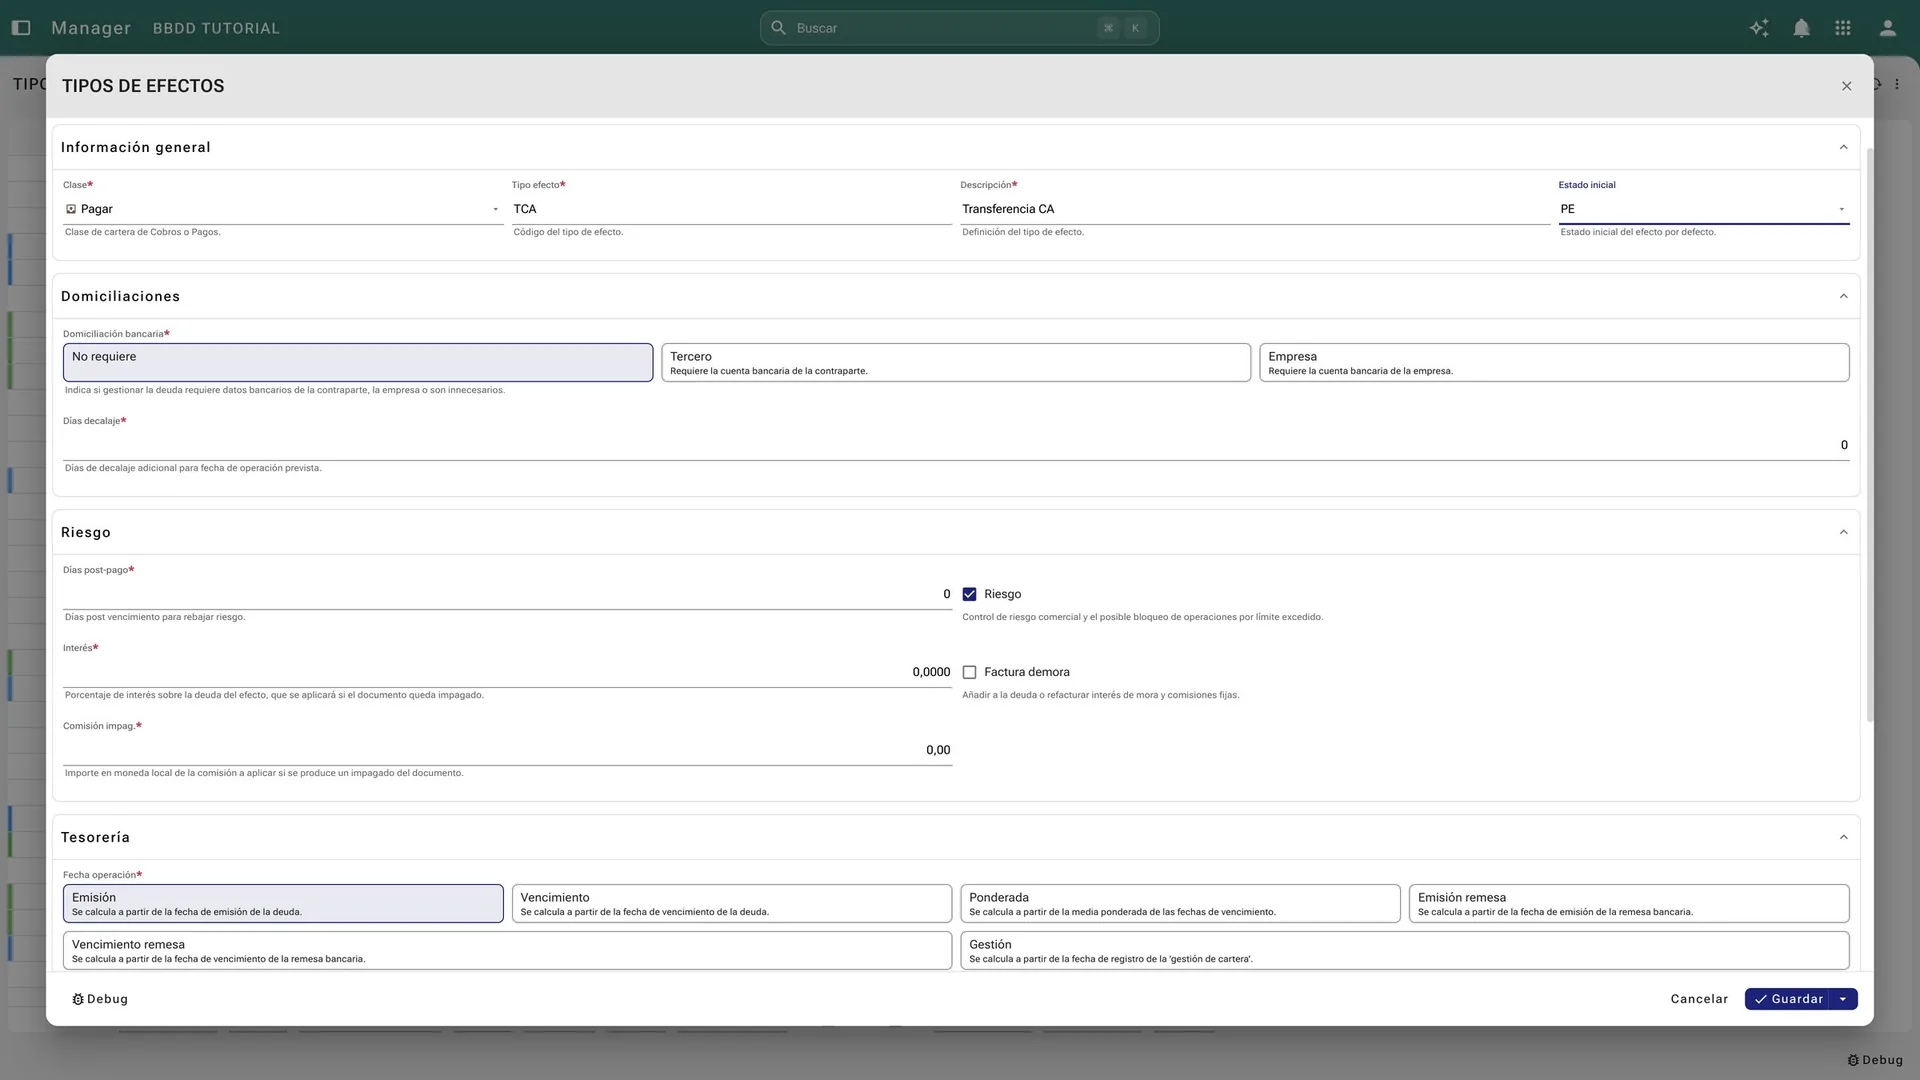 Manager BBDD TUTORIAL
Buscar ⌘ K
TIPOS DE EFECTOS
Información general
Clase* Tipo efecto* Descripción* Estado inicial
Pagar TCA Transferencia CA PE
Clase de cartera de Cobros o Pagos. Código del tipo de efecto. Definición del tipo de efecto. Estado inicial del efecto por defecto.
Domiciliaciones
Domiciliación bancaria*
No requiere
Tercero
Requiere la cuenta bancaria de la contraparte.
Empresa
Requiere la cuenta bancaria de la empresa.
Indica si gestionar la deuda requiere datos bancarios de la contraparte, la empresa o son innecesarios.
Días decalaje*
0
Días de decalaje adicional para fecha de operación prevista.
Riesgo
Días post-pago*
0 Riesgo
Días post vencimiento para rebajar riesgo. Control de riesgo comercial y el posible bloqueo de operaciones por límite excedido.
Interés*
0,0000 Factura demora
Porcentaje de interés sobre la deuda del efecto, que se aplicará si el documento queda impagado. Añadir a la deuda o refacturar interés de mora y comisiones fijas.
Comisión impag.*
0,00
Importe en moneda local de la comisión a aplicar si se produce un impagado del documento.
Tesorería
Fecha operación*
Emisión
Se calcula a partir de la fecha de emisión de la deuda.
Vencimiento
Se calcula a partir de la fecha de vencimiento de la deuda.
Ponderada
Se calcula a partir de la media ponderada de las fechas de vencimiento.
Emisión remesa
Se calcula a partir de la fecha de emisión de la remesa bancaria.
Vencimiento remesa
Se calcula a partir de la fecha de vencimiento de la remesa bancaria.
Gestión
Se calcula a partir de la fecha de registro de la 'gestión de cartera'.
Debug Cancelar Guardar
Debug